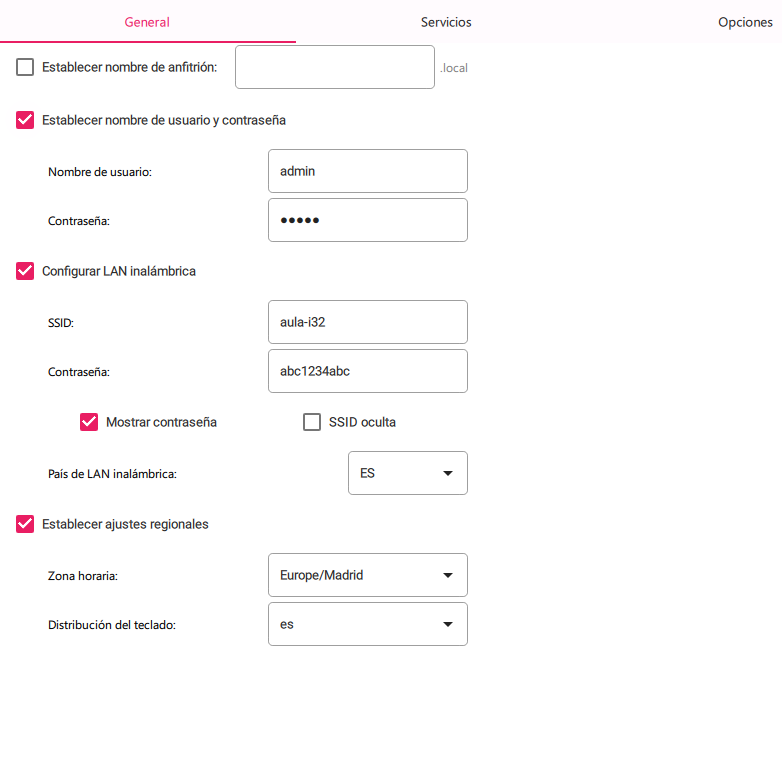 General Servicios Opciones
Establecer nombre de anfitrión: .local
Establecer nombre de usuario y contraseña
Nombre de usuario: admin
Contraseña: ●●●●●
Configurar LAN inalámbrica
SSID: aula-i32
Contraseña: abc1234abc
Mostrar contraseña SSID oculta
País de LAN inalámbrica: ES
Establecer ajustes regionales
Zona horaria: Europe/Madrid
Distribución del teclado: es